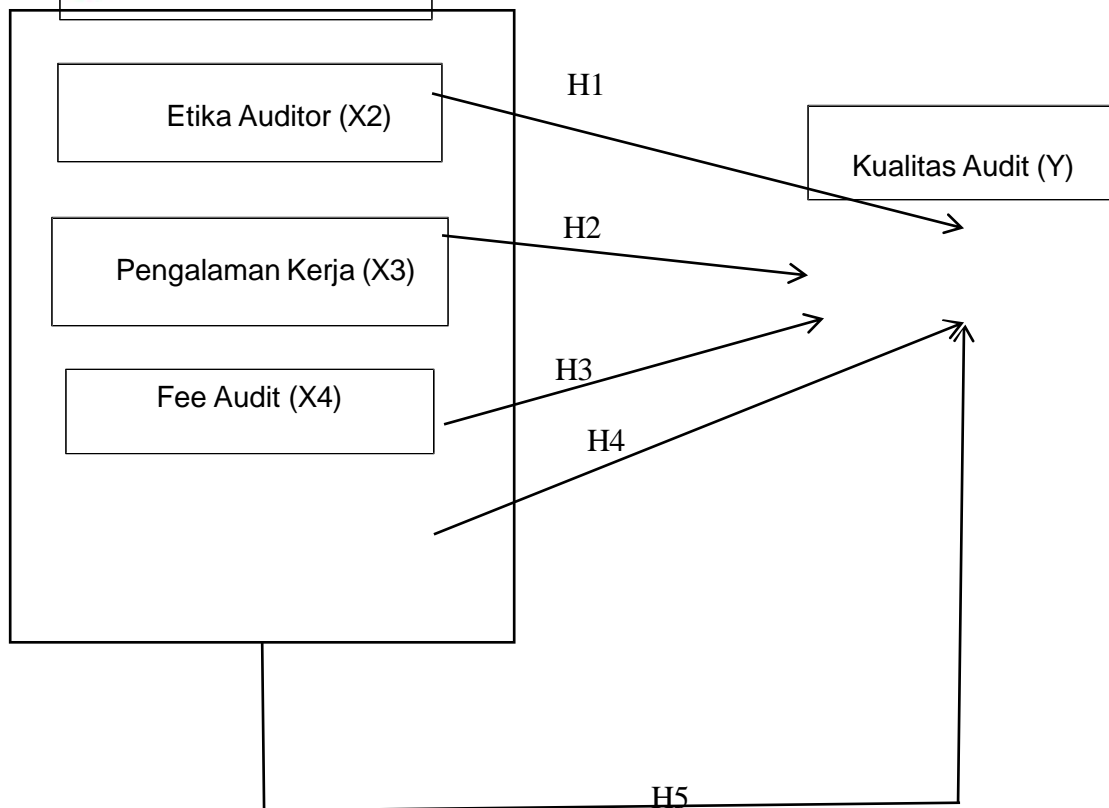 H1
Etika Auditor (X2)
Kualitas Audit (Y)
H2
Pengalaman Kerja (X3)
H3
Fee Audit (X4)
H4
H5